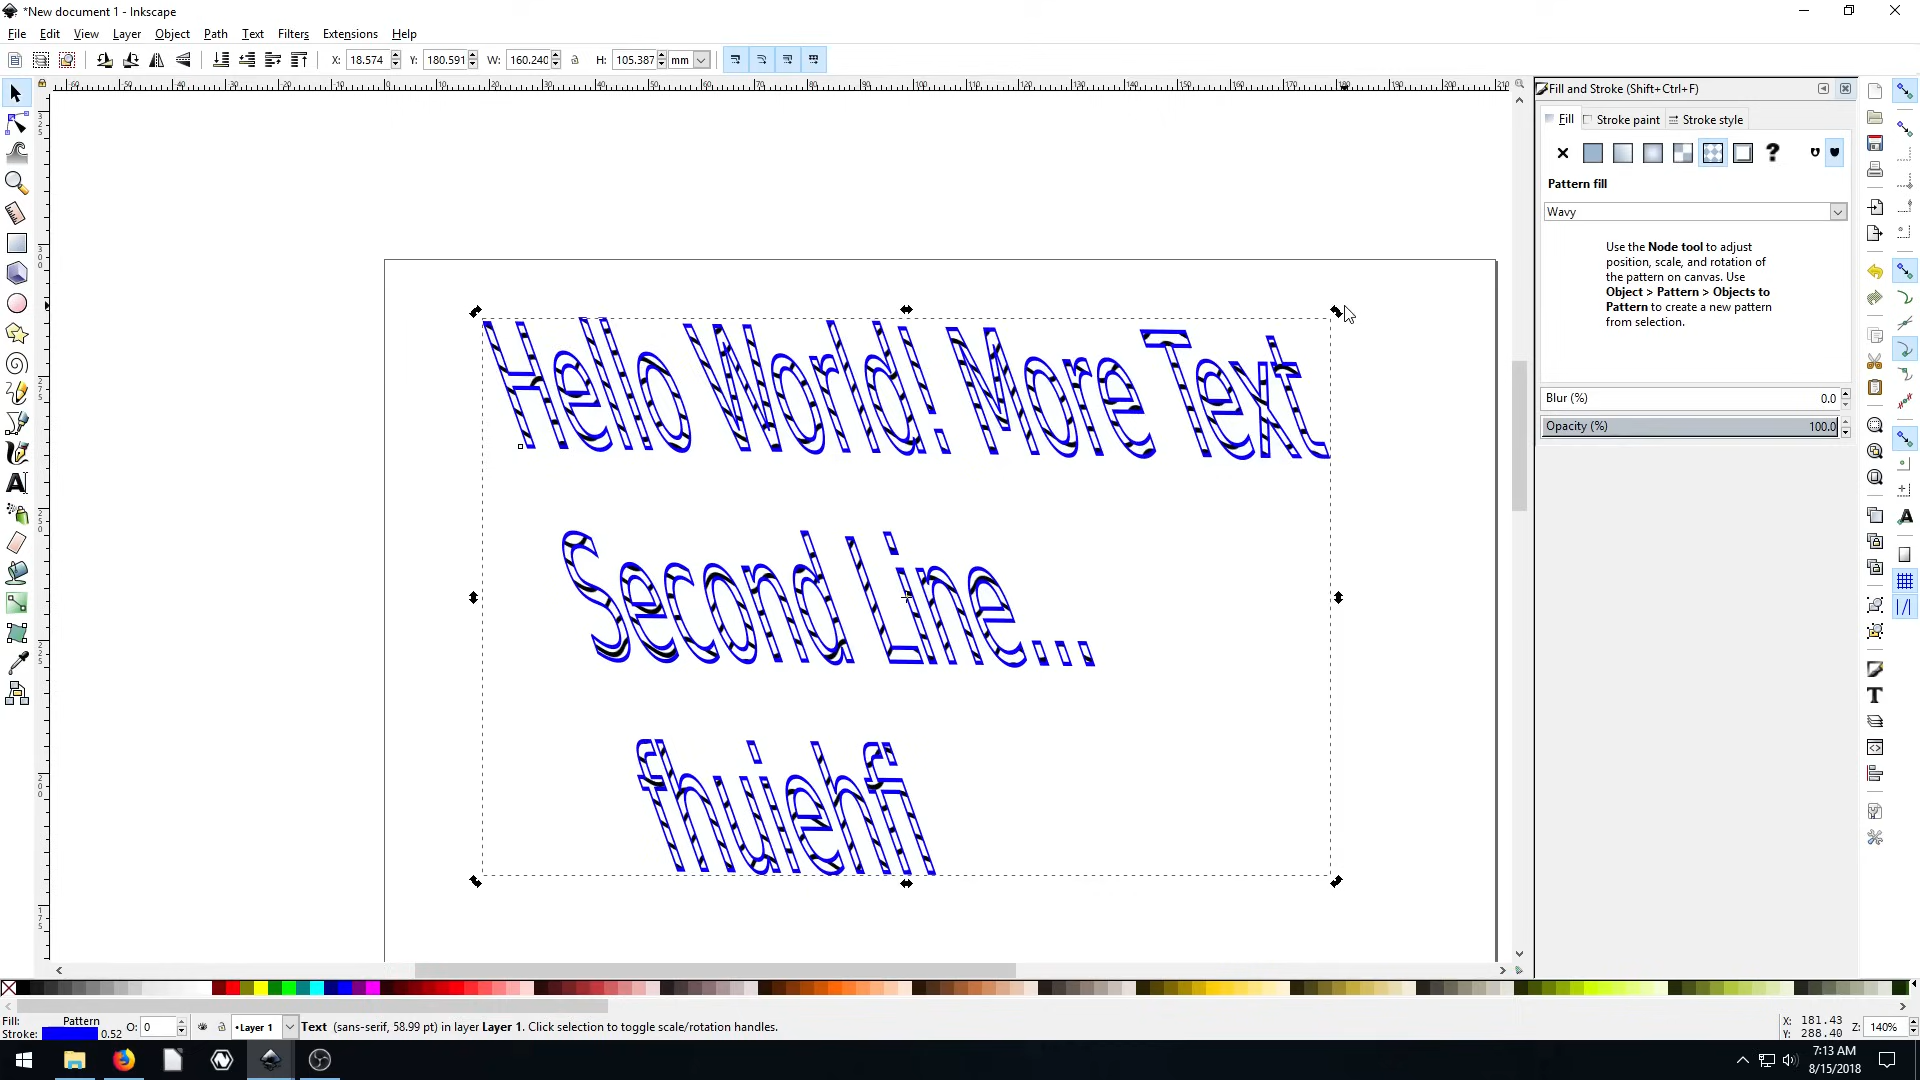 *New document 1 - Inkscape
File Edit View Layer Object Path Text Filters Extensions Help
X: 18.574 Y: 180.591 W: 160.240 H: 105.387 mm
Fill and Stroke (Shift+Ctrl+F)
Fill Stroke paint Stroke style
Pattern fill
Wavy
Use the Node tool to adjust
position, scale, and rotation of
the pattern on canvas. Use
Object > Pattern > Objects to
Pattern to create a new pattern
from selection.
Blur (%) 0.0
Opacity (%) 100.0
Hello World! More Text
Second Line...
fhuiehfi
Fill: Pattern
Stroke: 0.52
O: 0
•Layer 1
Text (sans-serif, 58.99 pt) in layer Layer 1. Click selection to toggle scale/rotation handles.
X: 181.43
Y: 288.40
Z: 140%
7:13 AM
8/15/2018